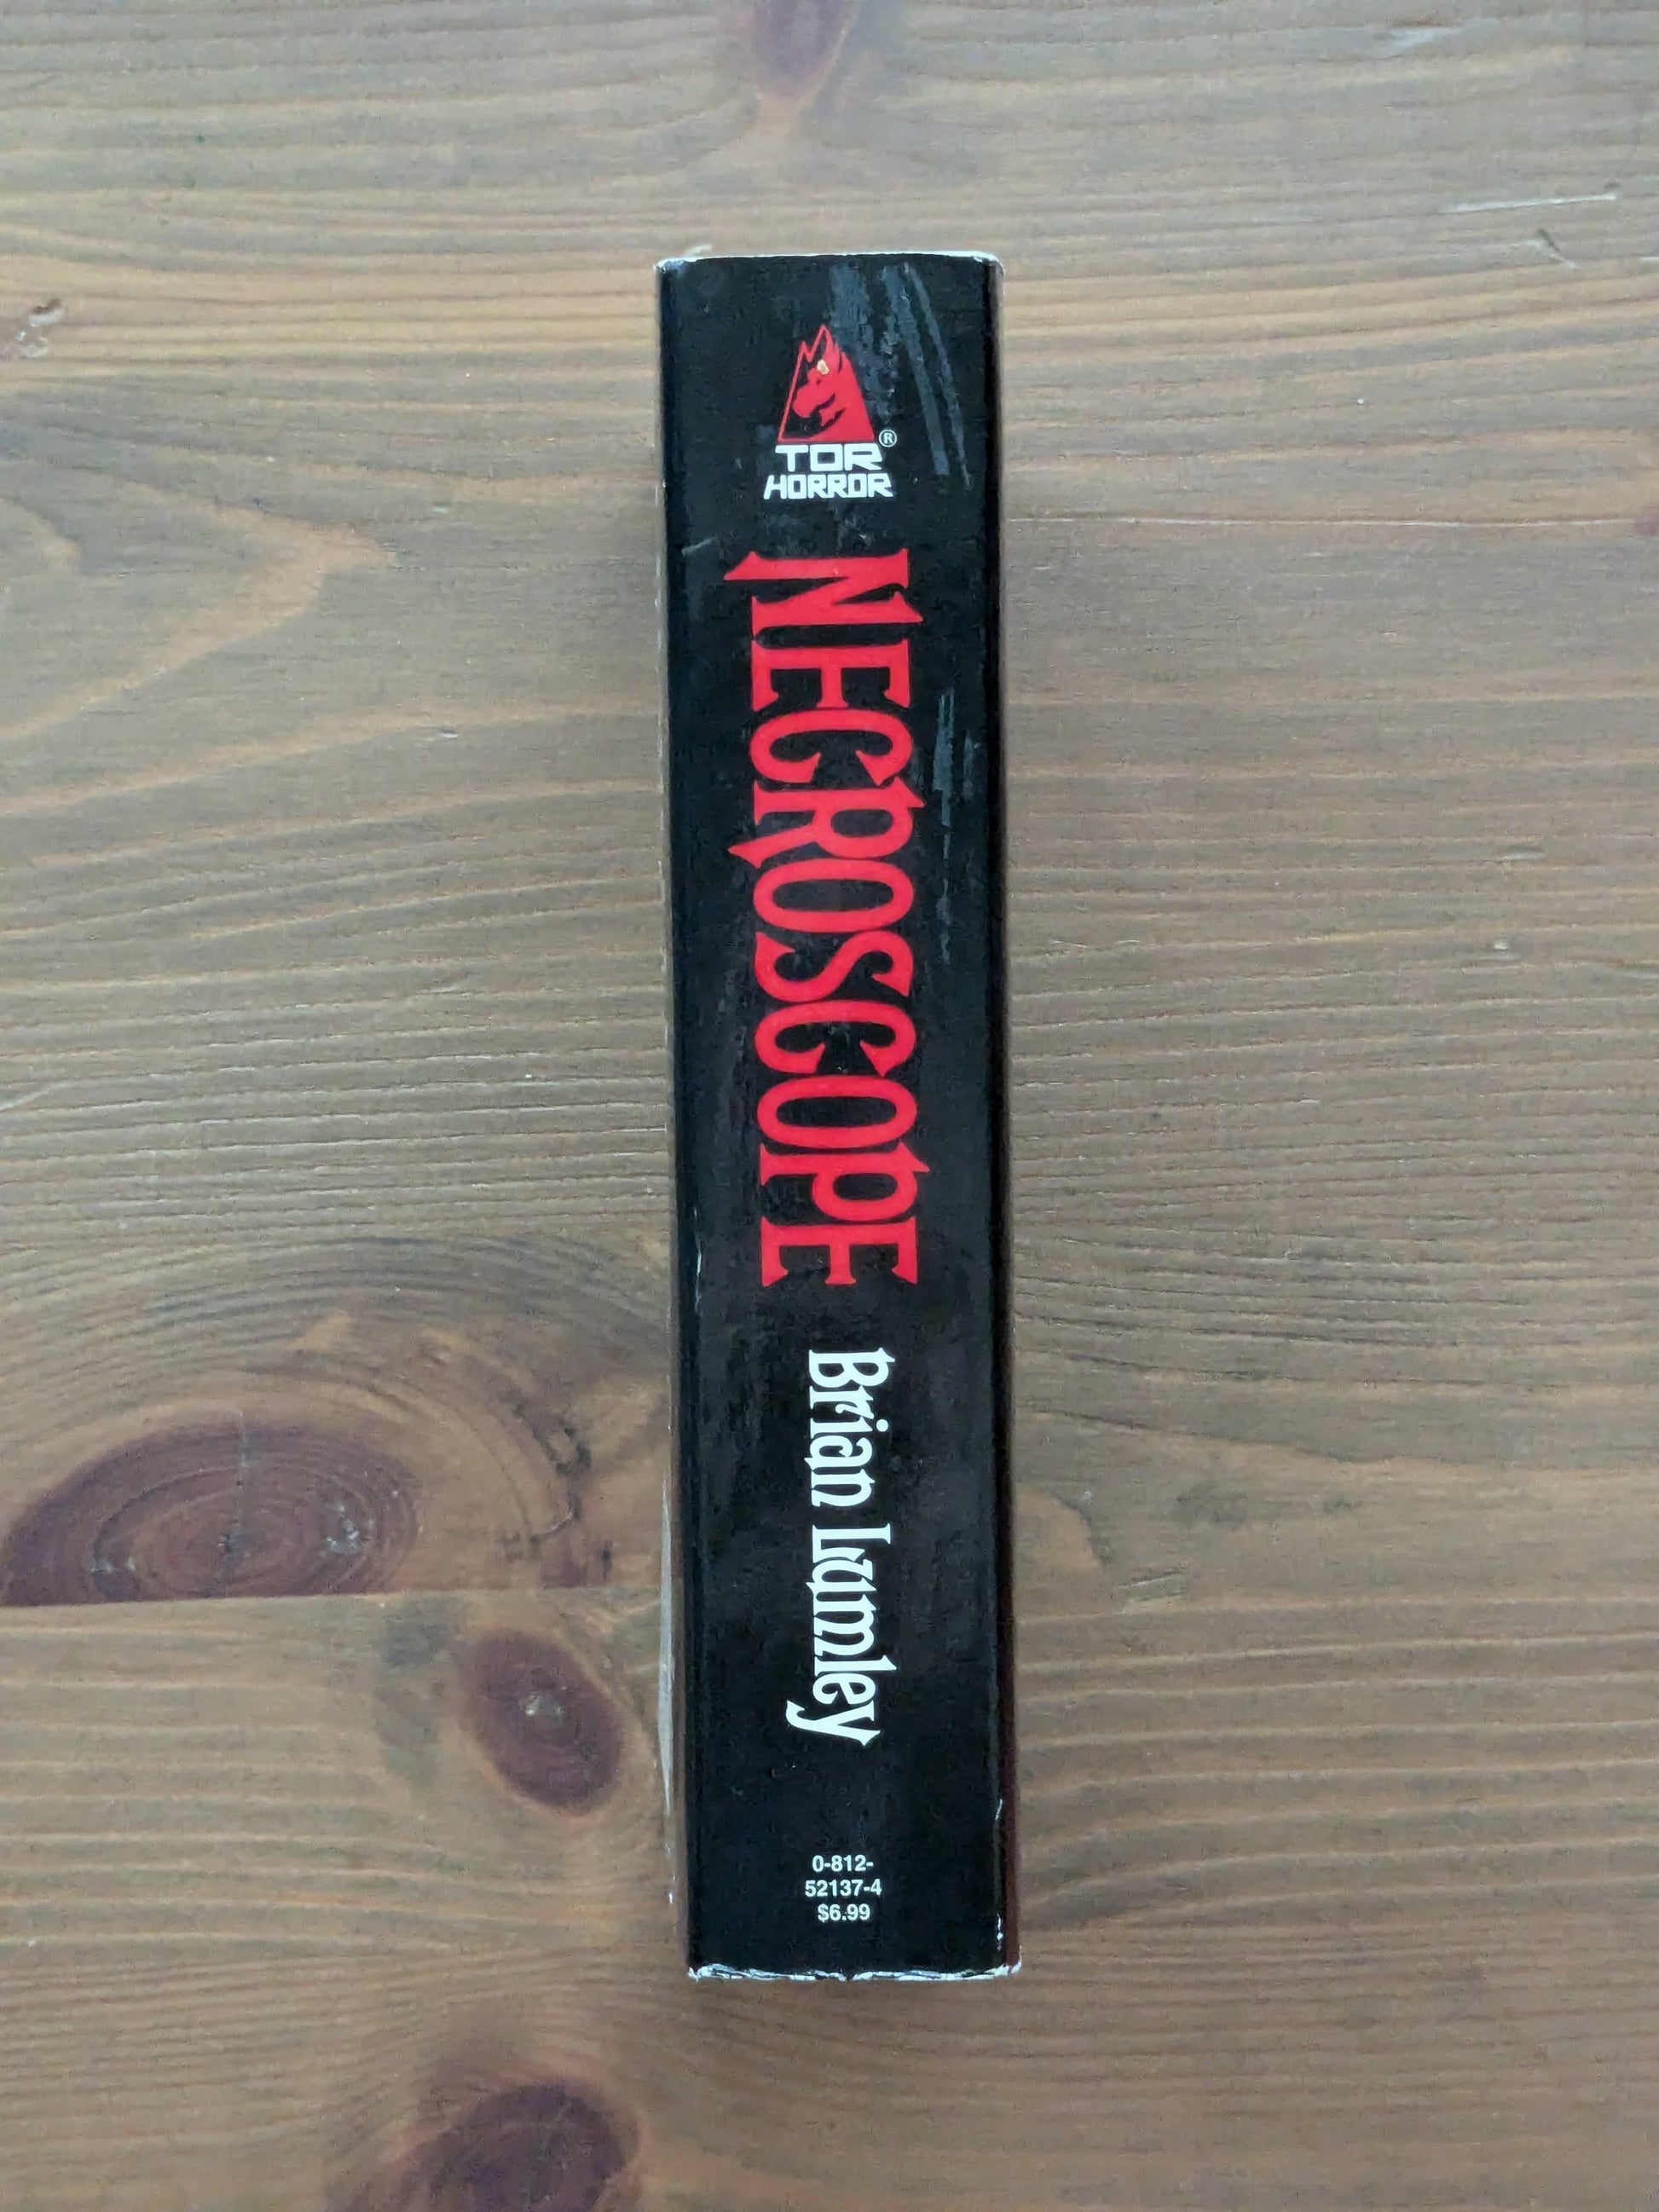 TOR®
HORROR
NECROSCOPE
Brian Lumley
0-812-
52137-4
$6.99